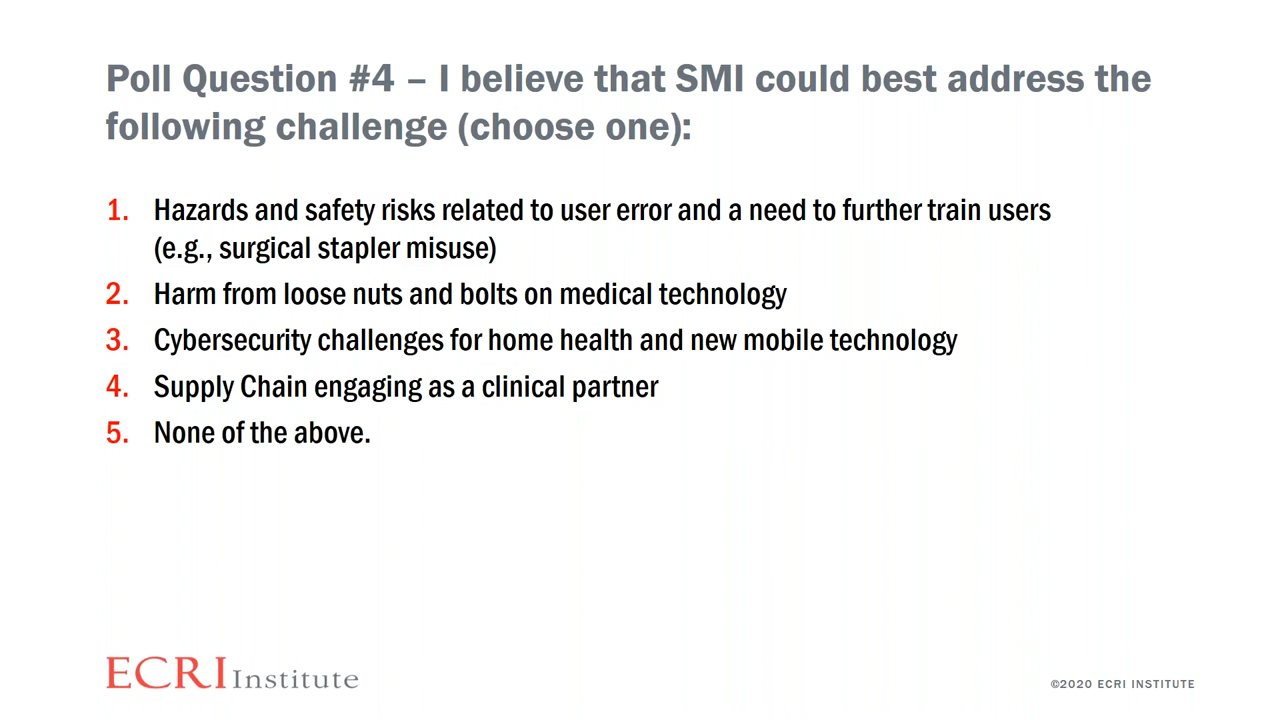 Poll Question #4 – I believe that SMI could best address the
following challenge (choose one):
1. Hazards and safety risks related to user error and a need to further train users
(e.g., surgical stapler misuse)
2. Harm from loose nuts and bolts on medical technology
3. Cybersecurity challenges for home health and new mobile technology
4. Supply Chain engaging as a clinical partner
5. None of the above.
ECRI Institute
©2020 ECRI INSTITUTE